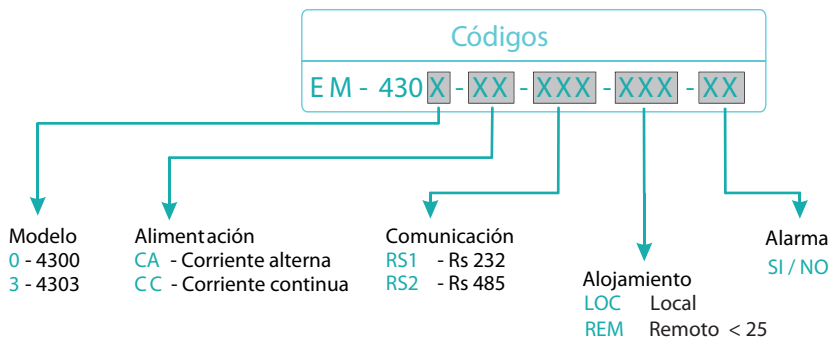 Códigos
EM - 430X - XX - XXX - XXX - XX
Modelo
0 - 4300
3 - 4303
Alimentación
CA - Corriente alterna
CC - Corriente continua
Comunicación
RS1 - Rs 232
RS2 - Rs 485
Alojamiento
LOC Local
REM Remoto < 25
Alarma
SI / NO